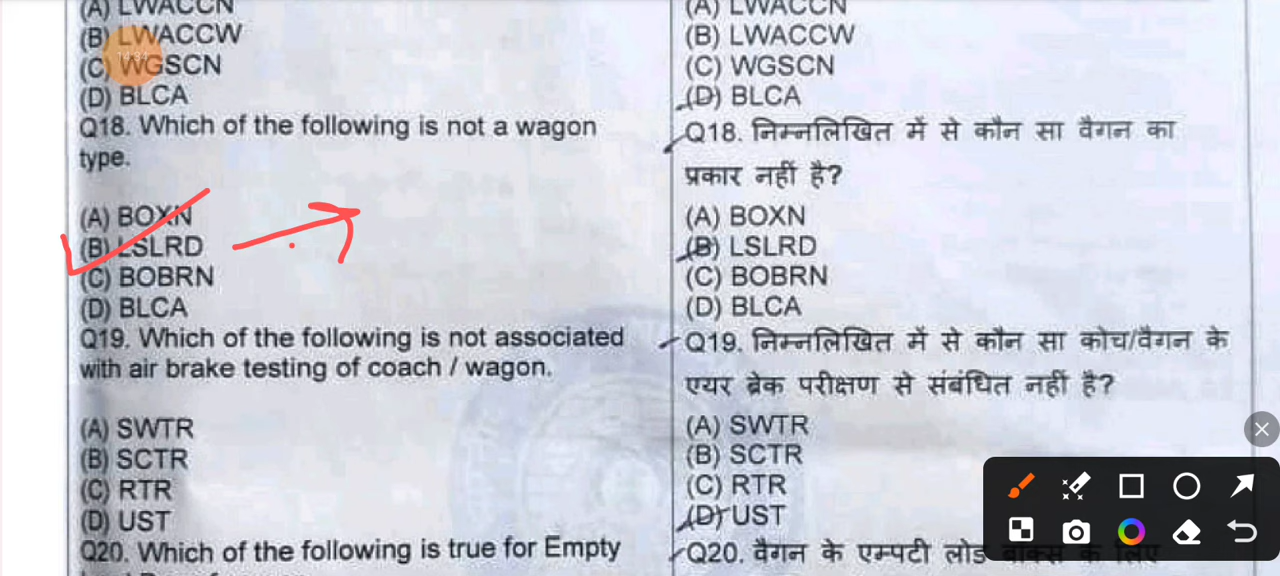 (A) LWACCN
(B) LWACCW
(C) WGSCN
(D) BLCA
Q18. Which of the following is not a wagon
type.
(A) BOXN
(B) LSLRD
(C) BOBRN
(D) BLCA
Q19. Which of the following is not associated
with air brake testing of coach / wagon.
(A) SWTR
(B) SCTR
(C) RTR
(D) UST
Q20. Which of the following is true for Empty
(A) LWACCN
(B) LWACCW
(C) WGSCN
(D) BLCA
Q18. निम्नलिखित में से कौन सा वैगन का
प्रकार नहीं है?
(A) BOXN
(B) LSLRD
(C) BOBRN
(D) BLCA
Q19. निम्नलिखित में से कौन सा कोच/वैगन के
एयर ब्रेक परीक्षण से संबंधित नहीं है?
(A) SWTR
(B) SCTR
(C) RTR
(D) UST
Q20. वैगन के एम्पटी लोड बॉक्स के लिए